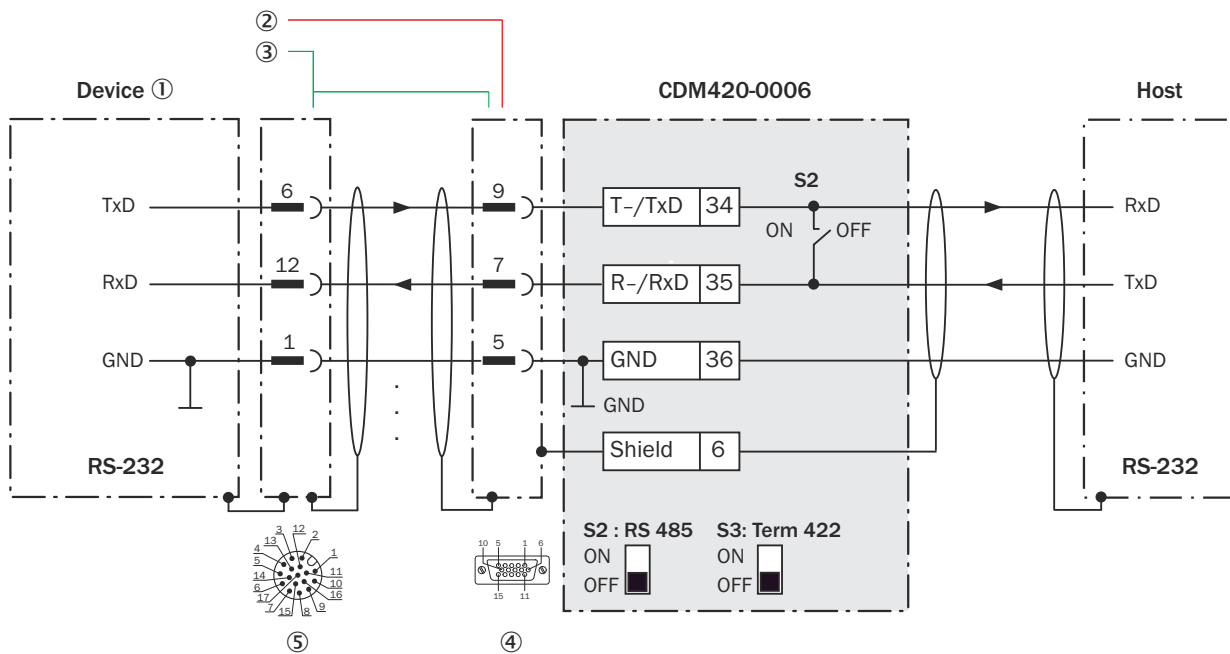 ②
③
Device ①
CDM420-0006
Host
6
9
S2
TxD
T–/TxD 34
RxD
ON OFF
12
7
RxD
R–/RxD 35
TxD
1
5
GND
GND 36
GND
GND
Shield 6
RS-232
RS-232
S2 : RS 485
S3: Term 422
ON
ON
OFF
OFF
3 12 2
13
4 1
5 11
14 10
6 16
17
7 15 8 9
10 5 1 6
15 11
⑤
④